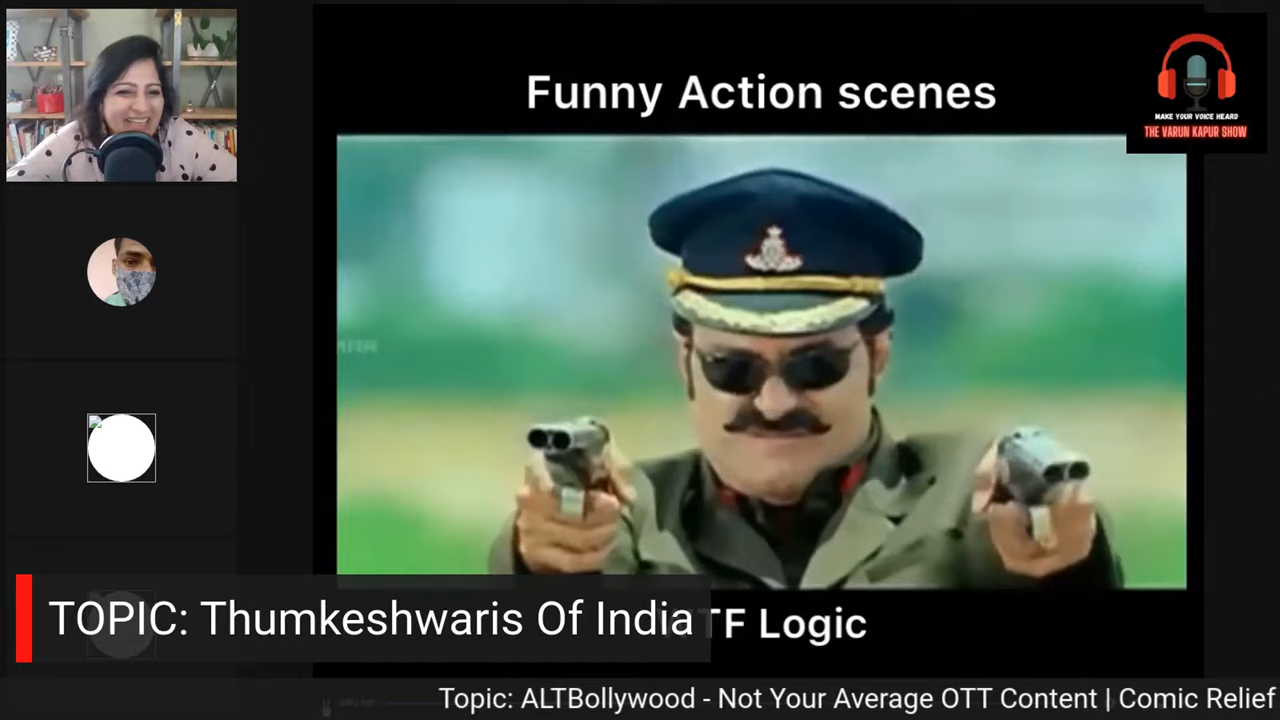 Funny Action scenes
MAKE YOUR VOICE HEARD
THE VARUN KAPUR SHOW
TOPIC: Thumkeshwaris Of India
TF Logic
Topic: ALTBollywood - Not Your Average OTT Content | Comic Relief